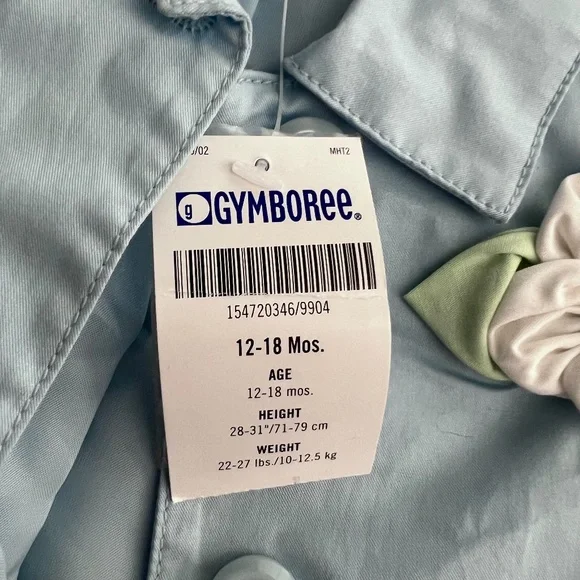 /02 MHT2
g GYMBOREE®
154720346/9904
12-18 Mos.
AGE
12-18 mos.
HEIGHT
28-31"/71-79 cm
WEIGHT
22-27 lbs./10-12.5 kg